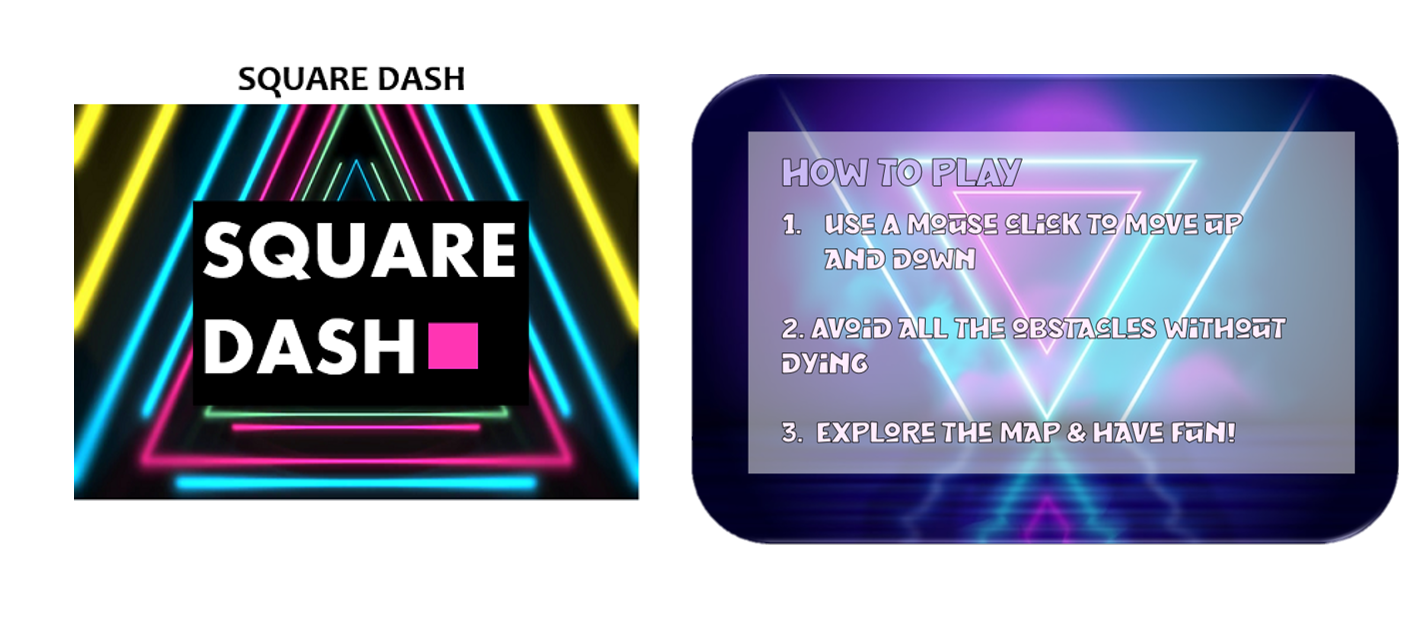 SQUARE DASH
SQUARE
DASH
HOW TO PLAY
1. USE A MOUSE CLICK TO MOVE UP
AND DOWN
2. AVOID ALL THE OBSTACLES WITHOUT
DYING
3. EXPLORE THE MAP & HAVE FUN!